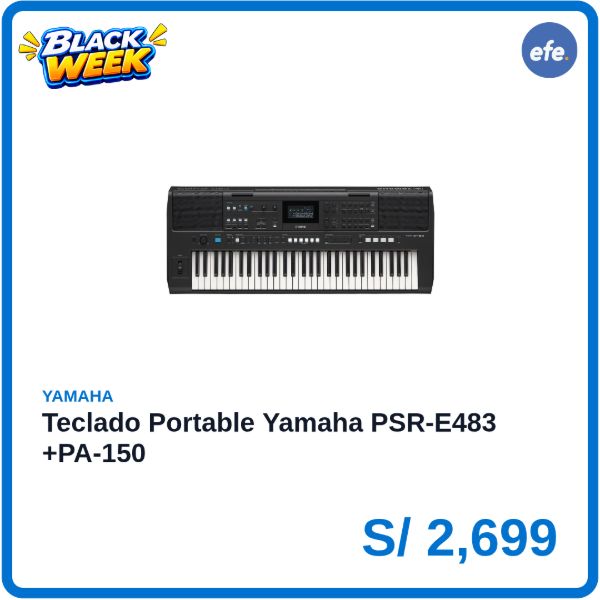 BLACK
WEEK
efe.
YAMAHA
Teclado Portable Yamaha PSR-E483
+PA-150
S/ 2,699